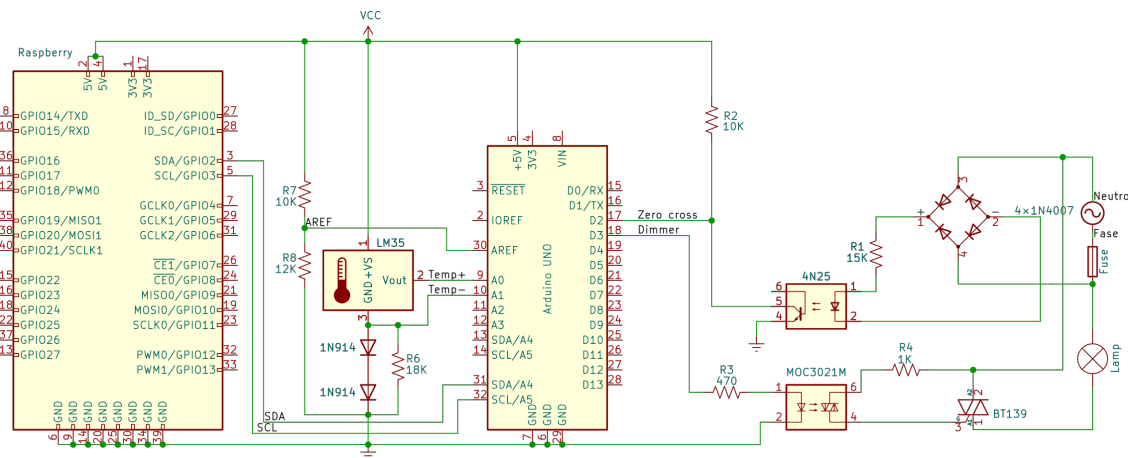 VCC
Raspberry
2
4
1
17
5V
5V
3V3
3V3
8
GPIO14/TXD
ID_SD/GPIO0
27
10
GPIO15/RXD
ID_SC/GPIO1
28
36
GPIO16
SDA/GPIO2
3
11
GPIO17
SCL/GPIO3
5
12
GPIO18/PWM0
GCLK0/GPIO4
7
35
GPIO19/MISO1
GCLK1/GPIO5
29
38
GPIO20/MOSI1
GCLK2/GPIO6
31
40
GPIO21/SCLK1
CE1/GPIO7
26
15
GPIO22
CE0/GPIO8
24
16
GPIO23
MISO0/GPIO9
21
18
GPIO24
MOSI0/GPIO10
19
22
GPIO25
SCLK0/GPIO11
23
37
GPIO26
13
GPIO27
PWM0/GPIO12
32
PWM1/GPIO13
33
GND
GND
GND
GND
GND
GND
GND
GND
6
9
14
20
25
30
34
39
SDA
SCL
R7
10K
AREF
R8
12K
LM35
1
+VS
GND
Vout
2
3
Temp+
Temp-
1N914
1N914
R6
18K
5
4
8
+5V
3V3
VIN
3
RESET
2
IOREF
30
AREF
9
A0
10
A1
11
A2
12
A3
13
SDA/A4
14
SCL/A5
31
SDA/A4
32
SCL/A5
Arduino UNO
D0/RX
15
D1/TX
16
D2
17
D3
18
D4
19
D5
20
D6
21
D7
22
D8
23
D9
24
D10
25
D11
26
D12
27
D13
28
GND
GND
GND
7
6
29
Zero cross
Dimmer
R2
10K
R3
470
4N25
6
5
4
1
2
MOC3021M
1
2
6
4
R1
15K
R4
1K
3
+
1
-
2
4
4×1N4007
Neutro
Fase
Fuse
Lamp
BT139
2
3
1